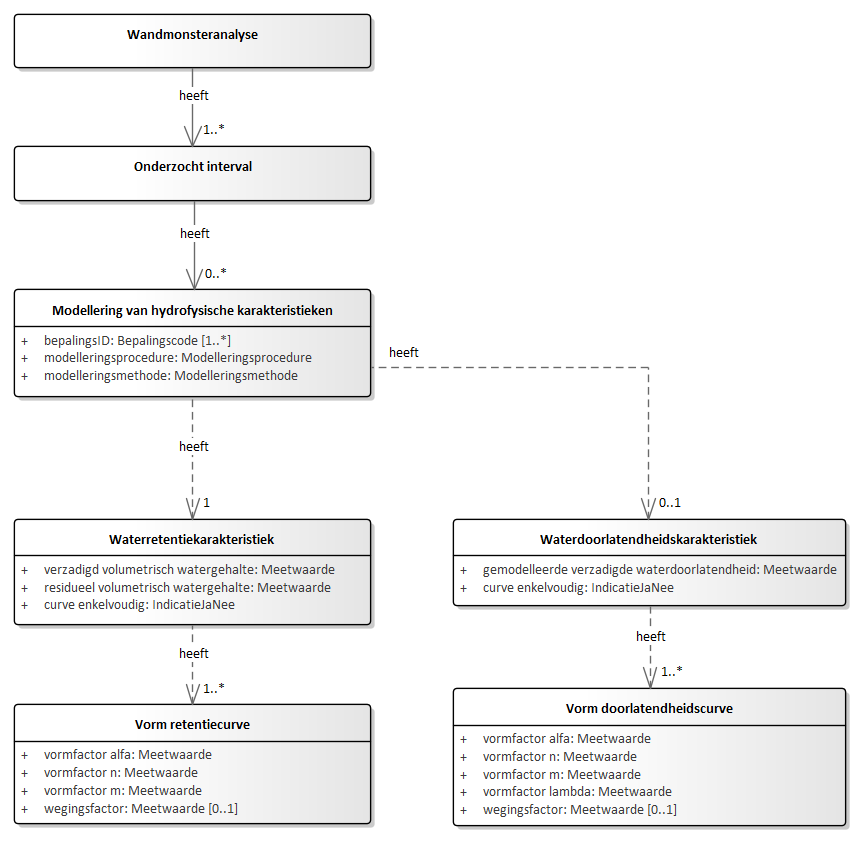 Wandmonsteranalyse
heeft
1..*
Onderzocht interval
heeft
0..*
Modellering van hydrofysische karakteristieken
+ bepalingsID: Bepalingscode [1..*]
+ modelleringsprocedure: Modelleringsprocedure
+ modelleringsmethode: Modelleringsmethode
heeft
heeft
1
0..1
Waterretentiekarakteristiek
+ verzadigd volumetrisch watergehalte: Meetwaarde
+ residueel volumetrisch watergehalte: Meetwaarde
+ curve enkelvoudig: IndicatieJaNee
Waterdoorlatendheidskarakteristiek
+ gemodelleerde verzadigde waterdoorlatendheid: Meetwaarde
+ curve enkelvoudig: IndicatieJaNee
heeft
1..*
heeft
1..*
Vorm retentiecurve
+ vormfactor alfa: Meetwaarde
+ vormfactor n: Meetwaarde
+ vormfactor m: Meetwaarde
+ wegingsfactor: Meetwaarde [0..1]
Vorm doorlatendheidscurve
+ vormfactor alfa: Meetwaarde
+ vormfactor n: Meetwaarde
+ vormfactor m: Meetwaarde
+ vormfactor lambda: Meetwaarde
+ wegingsfactor: Meetwaarde [0..1]